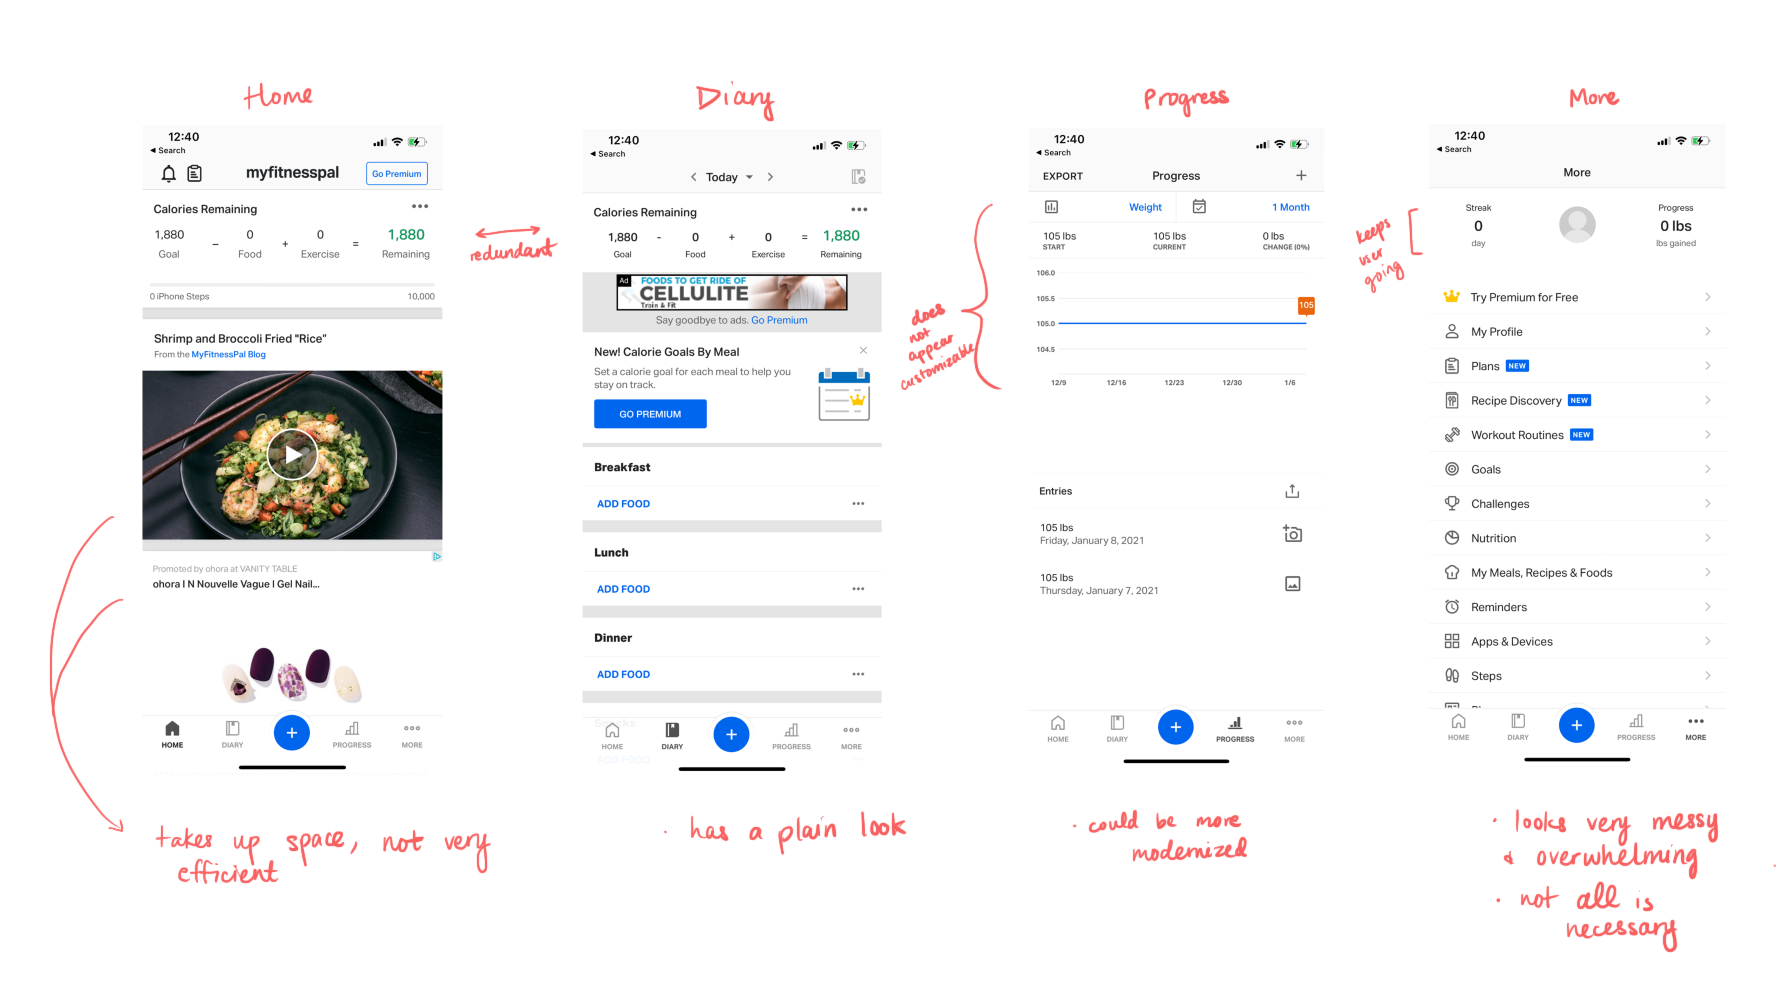 Home
12:40
Search
myfitnesspal
Go Premium
Calories Remaining
1,880 - 0 + 0 = 1,880
Goal Food Exercise Remaining
0 iPhone Steps 10,000
Shrimp and Broccoli Fried "Rice"
From the MyFitnessPal Blog
Promoted by ohora at VANITY TABLE
ohora I N Nouvelle Vague I Gel Nail...
HOME DIARY + PROGRESS MORE
takes up space, not very
efficient
redundant
Diary
12:40
Search
Today
Calories Remaining
1,880 - 0 + 0 = 1,880
Goal Food Exercise Remaining
Ad
FOODS TO GET RIDE OF
CELLULITE
Train & Fit
Say goodbye to ads. Go Premium
New! Calorie Goals By Meal
Set a calorie goal for each meal to help you
stay on track.
GO PREMIUM
Breakfast
ADD FOOD
Lunch
ADD FOOD
Dinner
ADD FOOD
Snacks
ADD FOOD
HOME DIARY + PROGRESS MORE
· has a plain look
does
not
appear
customizable
Progress
12:40
Search
EXPORT Progress +
Weight 1 Month
105 lbs 105 lbs 0 lbs
START CURRENT CHANGE (0%)
106.0
105.5
105
105.0
104.5
12/9 12/16 12/23 12/30 1/6
Entries
105 lbs
Friday, January 8, 2021
105 lbs
Thursday, January 7, 2021
HOME DIARY + PROGRESS MORE
· could be more
modernized
keeps
user
going
More
12:40
Search
More
Streak Progress
0 0 lbs
day lbs gained
Try Premium for Free
My Profile
Plans NEW
Recipe Discovery NEW
Workout Routines NEW
Goals
Challenges
Nutrition
My Meals, Recipes & Foods
Reminders
Apps & Devices
Steps
HOME DIARY + PROGRESS MORE
· looks very messy
& overwhelming
· not all is
necessary